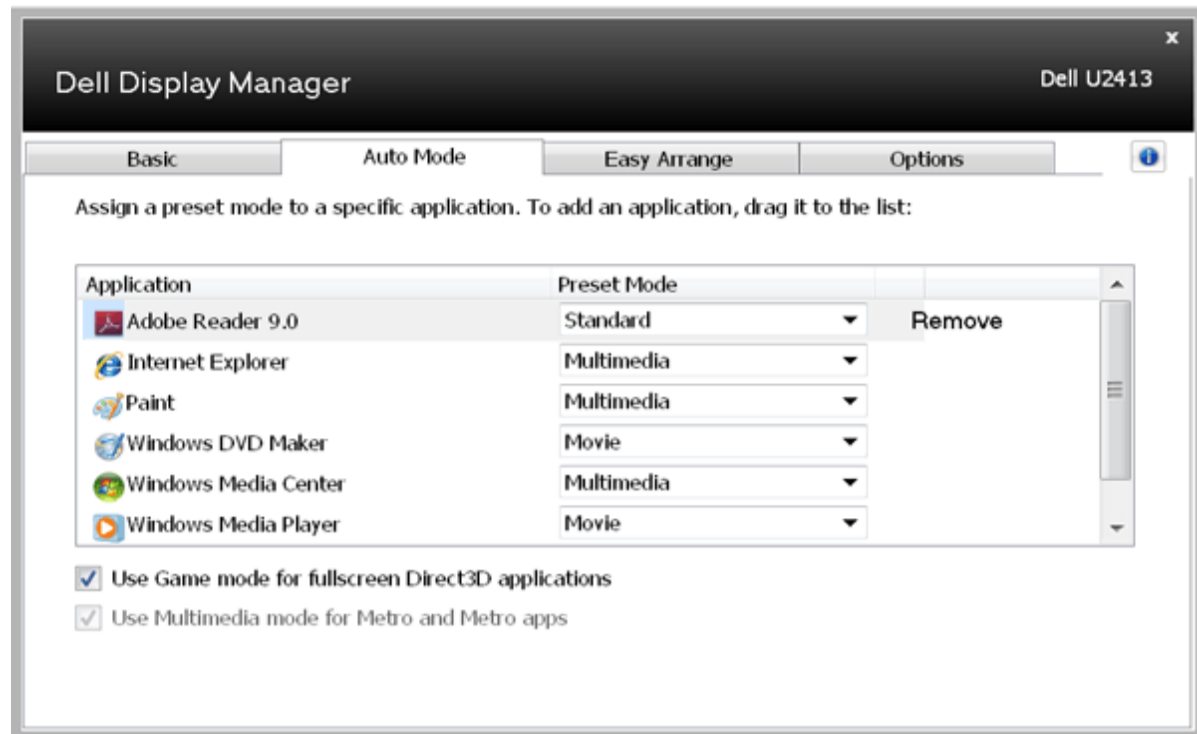 x
Dell Display Manager
Dell U2413
Basic Auto Mode Easy Arrange Options
Assign a preset mode to a specific application. To add an application, drag it to the list:
Application Preset Mode
Adobe Reader 9.0 Standard Remove
Internet Explorer Multimedia
Paint Multimedia
Windows DVD Maker Movie
Windows Media Center Multimedia
Windows Media Player Movie
Use Game mode for fullscreen Direct3D applications
Use Multimedia mode for Metro and Metro apps